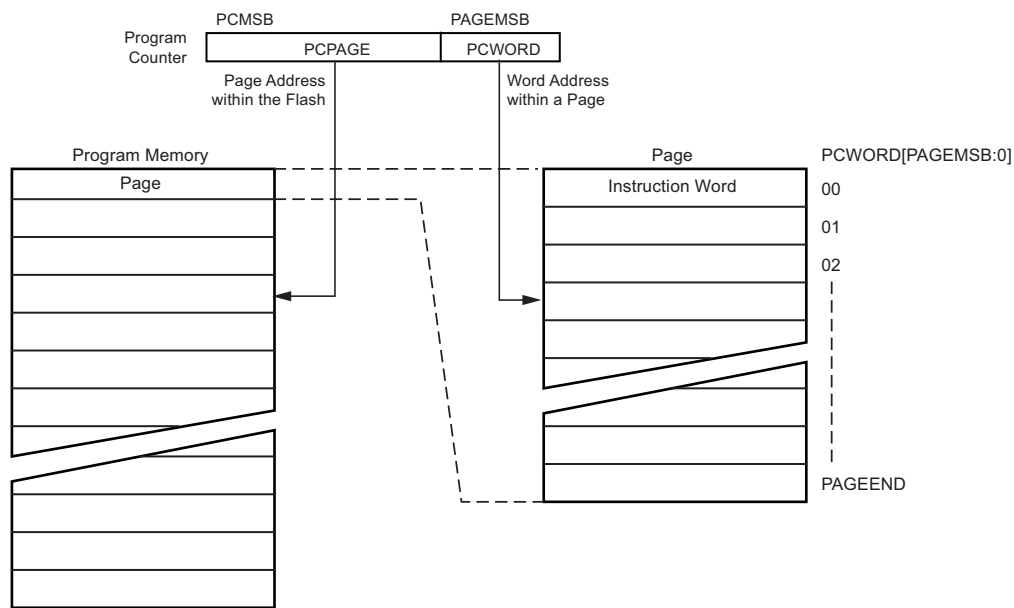 PCMSB PAGEMSB
Program
Counter
PCPAGE PCWORD
Page Address
within the Flash
Word Address
within a Page
Program Memory
Page
Page PCWORD[PAGEMSB:0]
Instruction Word 00
01
02
PAGEEND